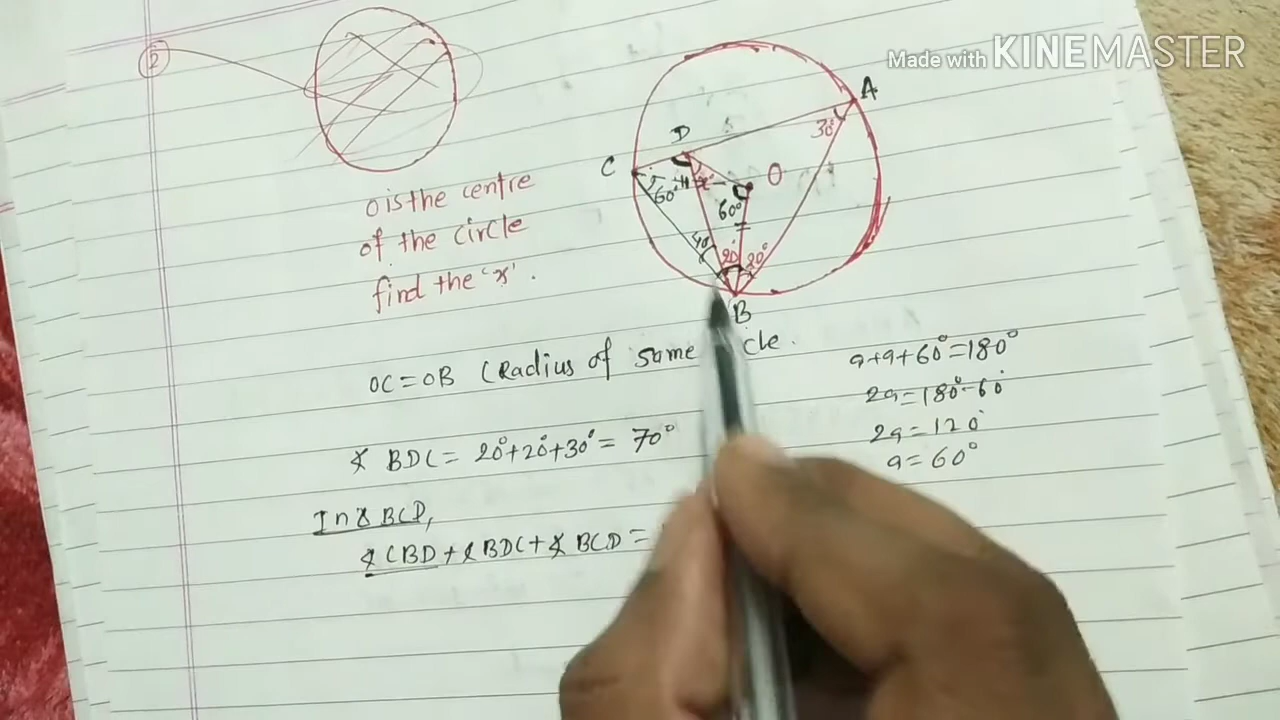 Made with KINEMASTER
2
A
30°
D
C
O
x
60°
60°
40
20°
20°
B
O is the centre
of the circle
find the 'x'.
OC = OB (Radius of same cle.
∡ BDC = 20°+20°+30° = 70°
In ∡ BCD,
∡ CBD + ∡ BDC + ∡ BCD =
a+a+60°=180°
2a=180°-60°
2a=120°
a=60°